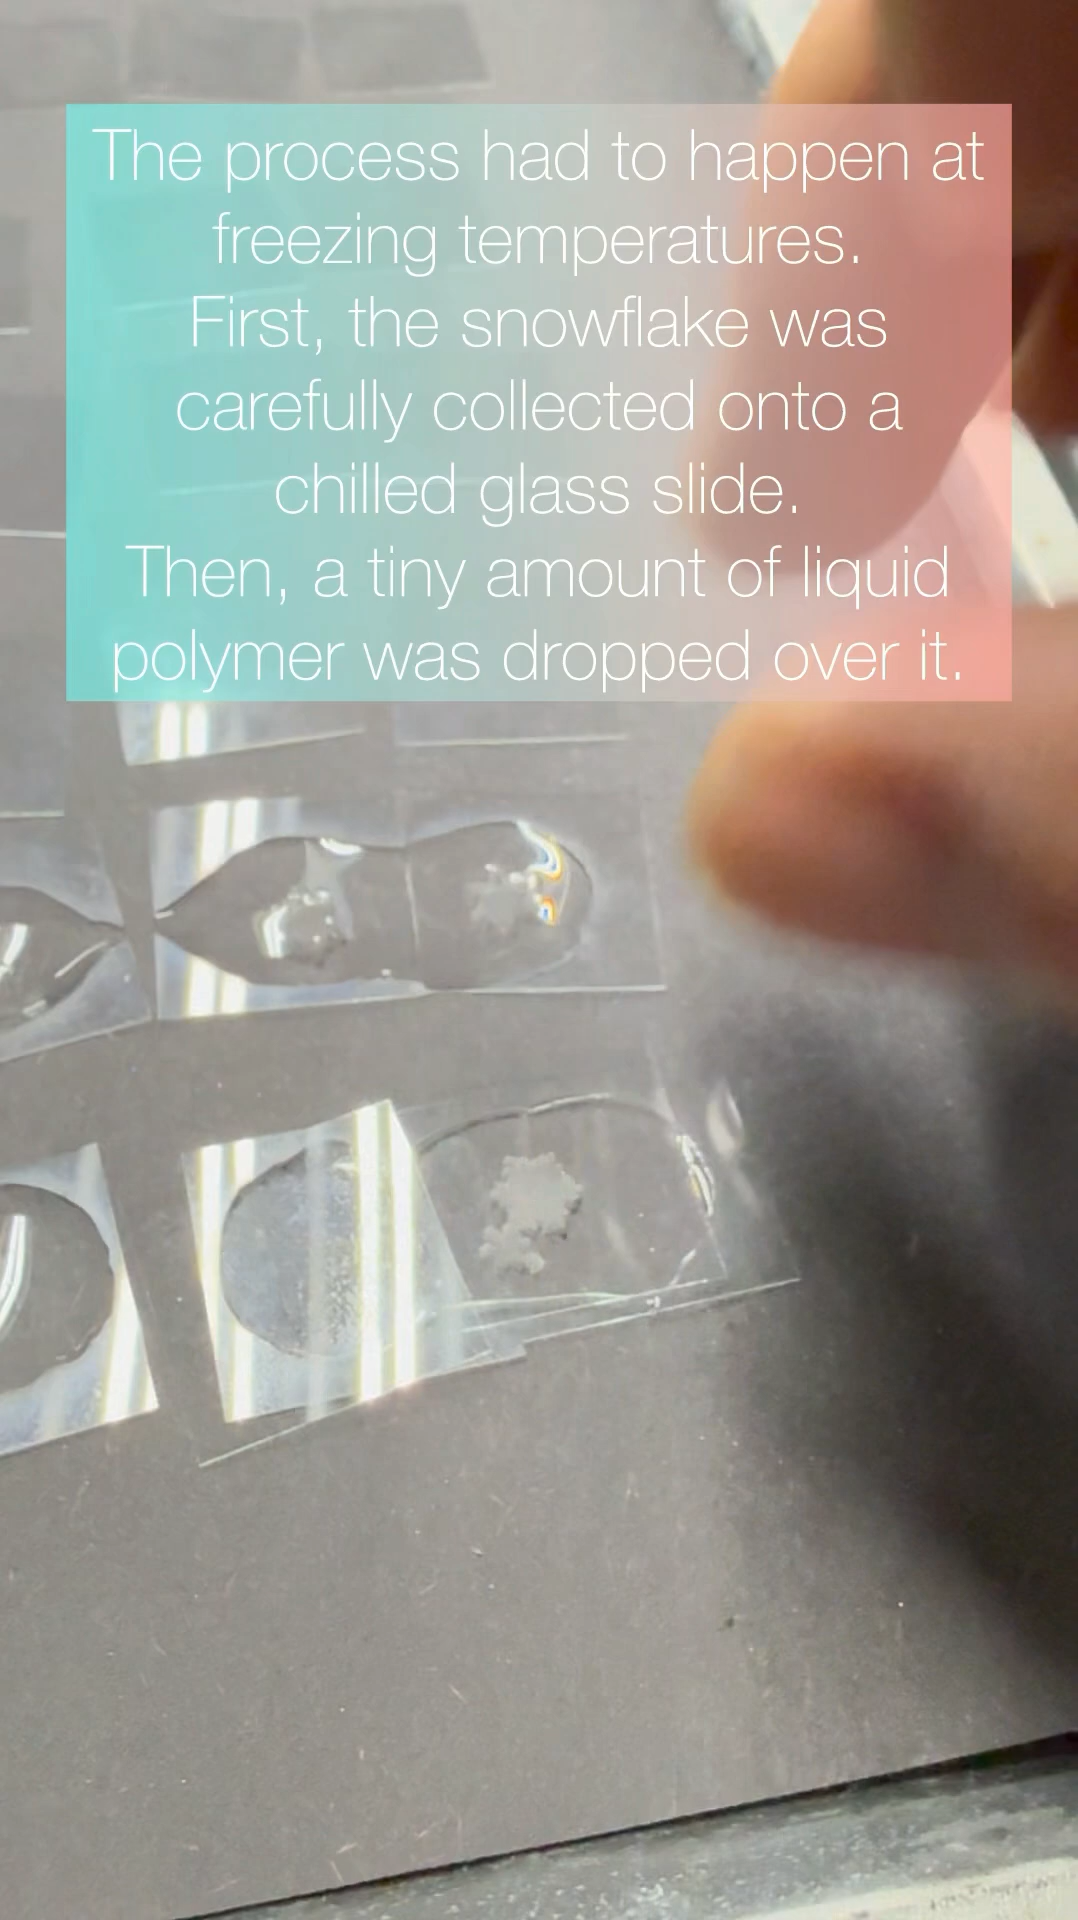 The process had to happen at
freezing temperatures.
First, the snowflake was
carefully collected onto a
chilled glass slide.
Then, a tiny amount of liquid
polymer was dropped over it.